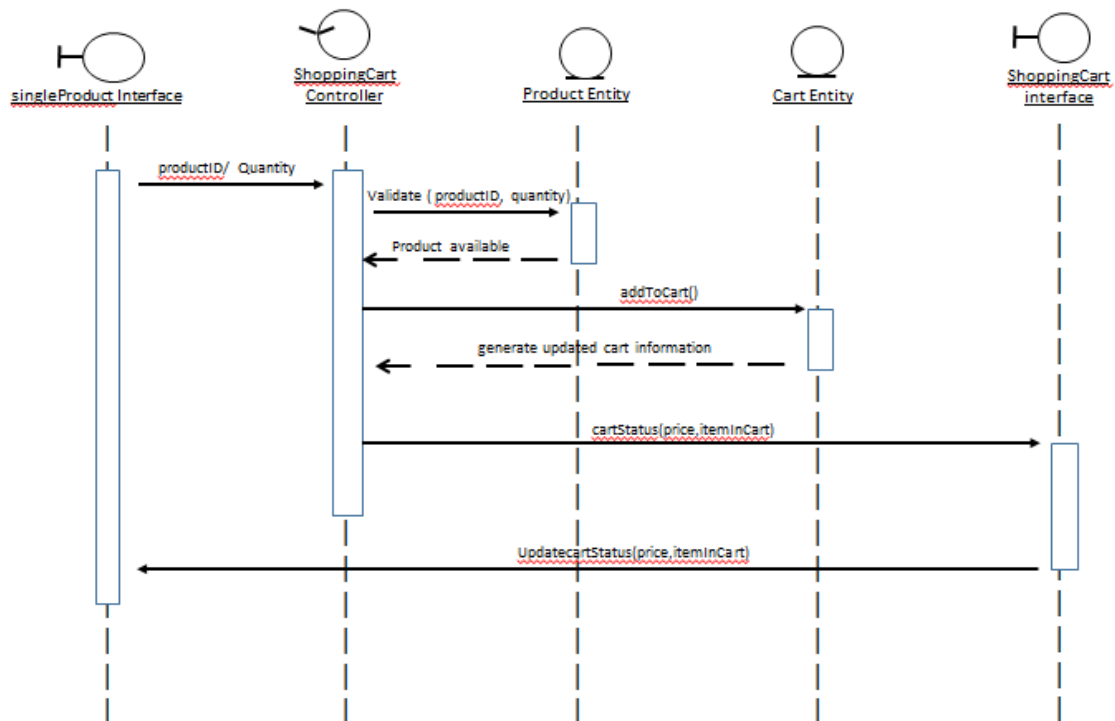 singleProduct Interface
ShoppingCart
Controller
Product Entity
Cart Entity
ShoppingCart
interface
productID/ Quantity
Validate ( productID, quantity)
Product available
addToCart()
generate updated cart information
cartStatus(price,itemInCart)
UpdatecartStatus(price,itemInCart)